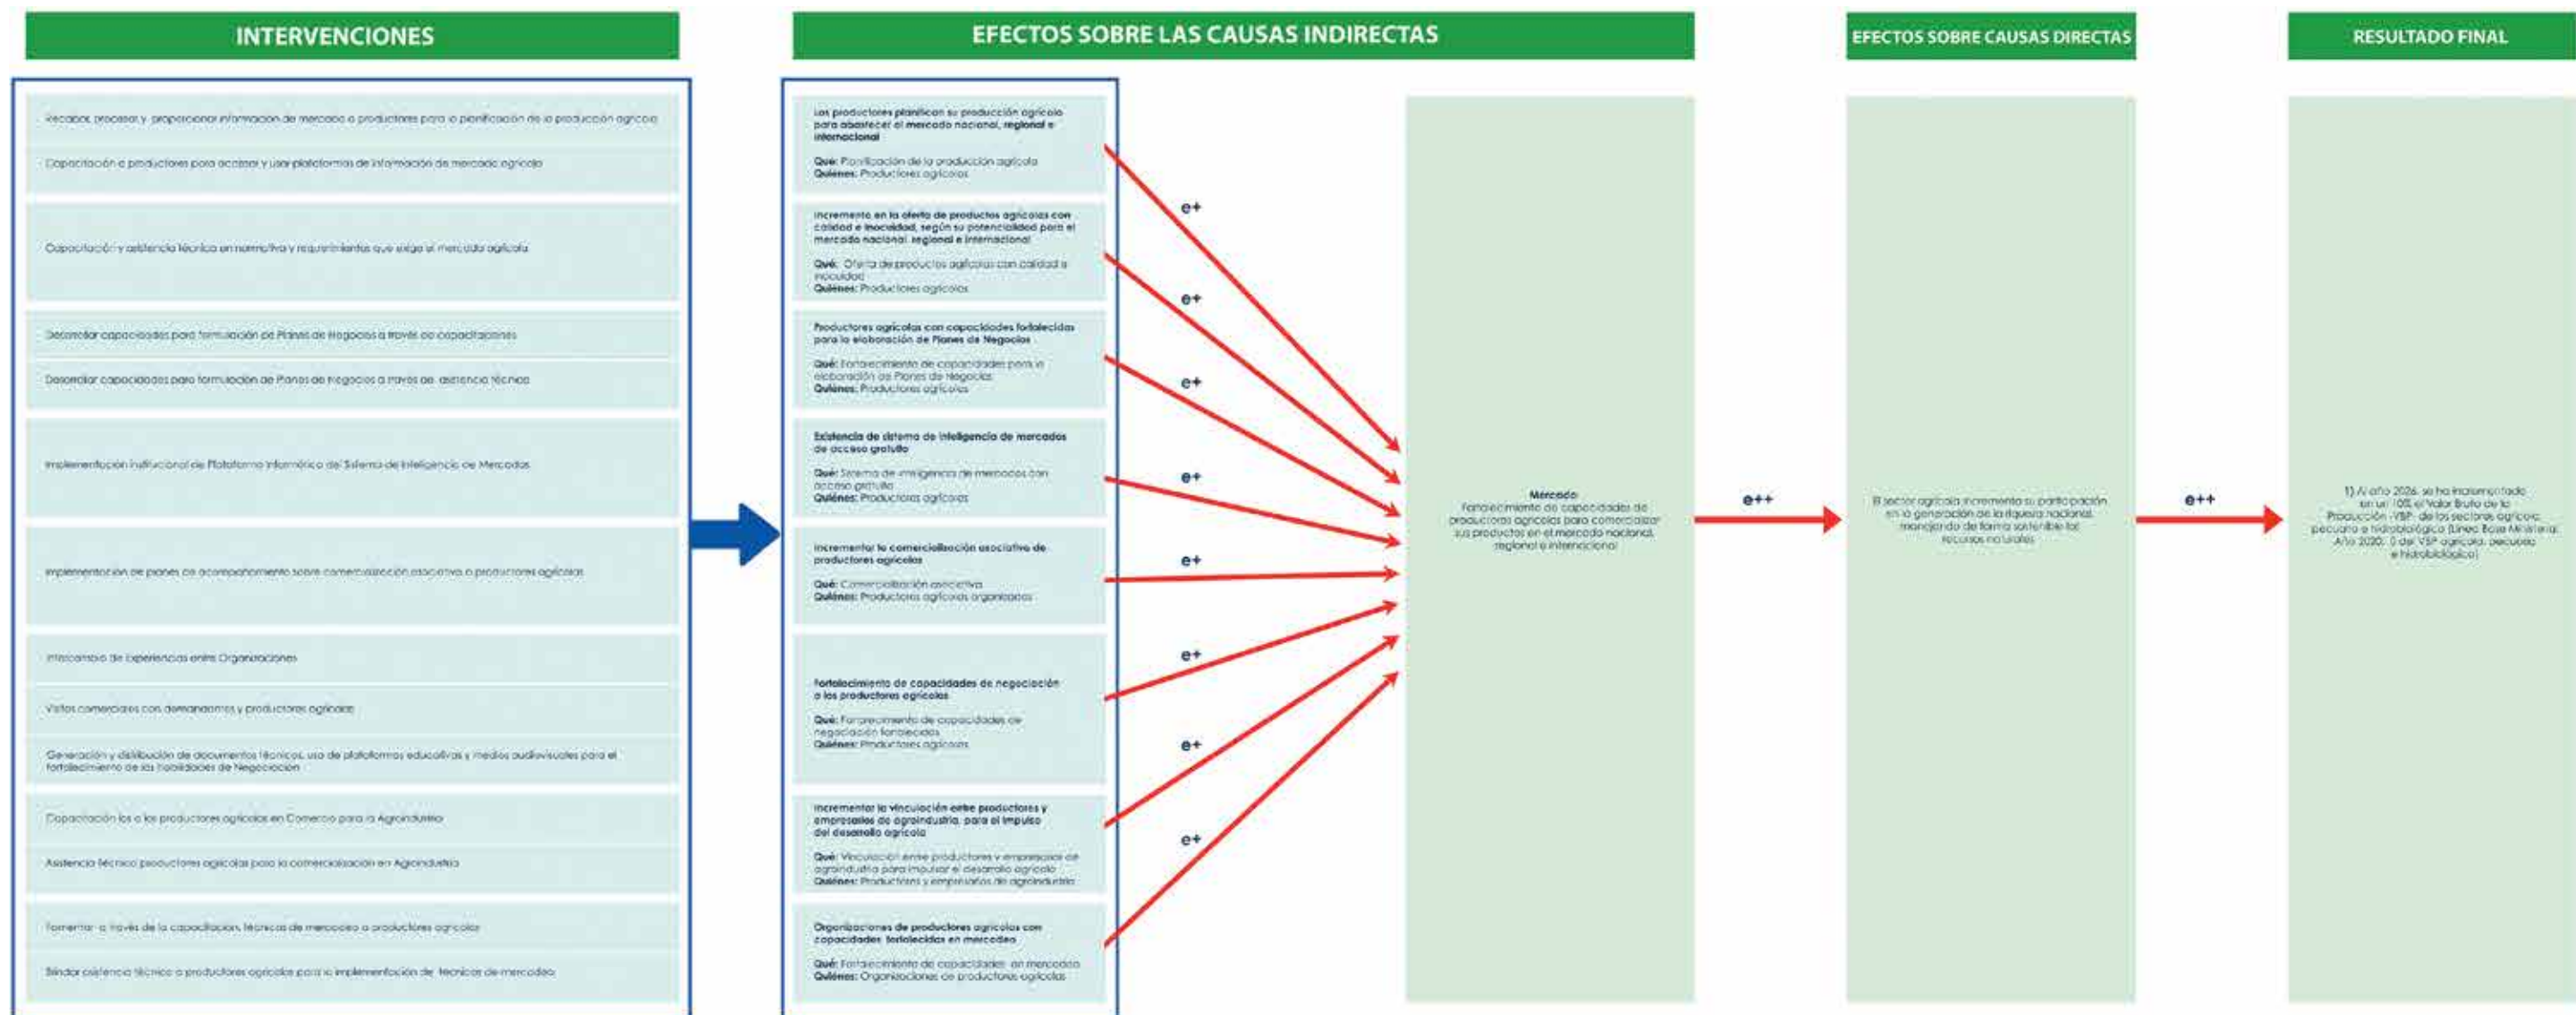 INTERVENCIONES
Recabar, procesar y proporcionar información de mercado a productores para la planificación de la producción agrícola
Capacitación a productores para accesar y usar plataformas de información de mercado agrícola
Capacitación y asistencia técnica en normativa y requerimientos que exige el mercado agrícola
Desarrollar capacidades para formulación de Planes de Negocios a través de capacitaciones
Desarrollar capacidades para formulación de Planes de Negocios a través de asistencia técnica
Implementación institucional de Plataforma Informática del Sistema de Inteligencia de Mercados
Implementación de planes de acompañamiento sobre comercialización asociativa a productores agrícolas
Intercambio de Experiencias entre Organizaciones
Visitas comerciales con demandantes y productores agrícolas
Generación y distribución de documentos técnicos, uso de plataformas educativas y medios audiovisuales para el
fortalecimiento de las habilidades de Negociación
Capacitación los a los productores agrícolas en Comercio para la Agroindustria
Asistencia Técnica productores agrícolas para la comercialización en Agroindustria
Fomentar a través de la capacitación, técnicas de mercadeo a productores agrícolas
Brindar asistencia técnica a productores agrícolas para la implementación de técnicas de mercadeo
EFECTOS SOBRE LAS CAUSAS INDIRECTAS
Los productores planifican su producción agrícola
para abastecer el mercado nacional, regional e
internacional
Qué: Planificación de la producción agrícola
Quiénes: Productores agrícolas
Incremento en la oferta de productos agrícolas con
calidad e inocuidad, según su potencialidad para el
mercado nacional, regional e internacional
Qué: Oferta de productos agrícolas con calidad e
inocuidad
Quiénes: Productores agrícolas
Productores agrícolas con capacidades fortalecidas
para la elaboración de Planes de Negocios
Qué: Fortalecimiento de capacidades para la
elaboración de Planes de Negocios
Quiénes: Productores agrícolas
Existencia de sistema de inteligencia de mercados
de acceso gratuito
Qué: Sistema de inteligencia de mercados con
acceso gratuito
Quiénes: Productores agrícolas
Incrementar la comercialización asociativa de
productores agrícolas
Qué: Comercialización asociativa
Quiénes: Productores agrícolas organizados
Fortalecimiento de capacidades de negociación
a los productores agrícolas
Qué: Fortalecimiento de capacidades de
negociación fortalecidas
Quiénes: Productores agrícolas
Incrementar la vinculación entre productores y
empresarios de agroindustria, para el impulso
del desarrollo agrícola
Qué: Vinculación entre productores y empresarios de
agroindustria para impulsar el desarrollo agrícola
Quiénes: Productores y empresarios de agroindustria
Organizaciones de productores agrícolas con
capacidades fortalecidas en mercadeo
Qué: Fortalecimiento de capacidades en mercadeo
Quiénes: Organizaciones de productores agrícolas
e+
e+
e+
e+
e+
e+
e+
e+
Mercado
Fortalecimiento de capacidades de
productores agrícolas para comercializar
sus productos en el mercado nacional,
regional e internacional
e++
EFECTOS SOBRE CAUSAS DIRECTAS
El sector agrícola incrementa su participación
en la generación de la riqueza nacional,
manejando de forma sostenible los
recursos naturales
e++
RESULTADO FINAL
1) Al año 2026, se ha incrementado
en un 10% el Valor Bruto de la
Producción -VBP- de los sectores agrícola,
pecuario e hidrobiológico (Línea Base Ministerial
Año 2020: 0 del VBP agrícola, pecuario
e hidrobiológico)